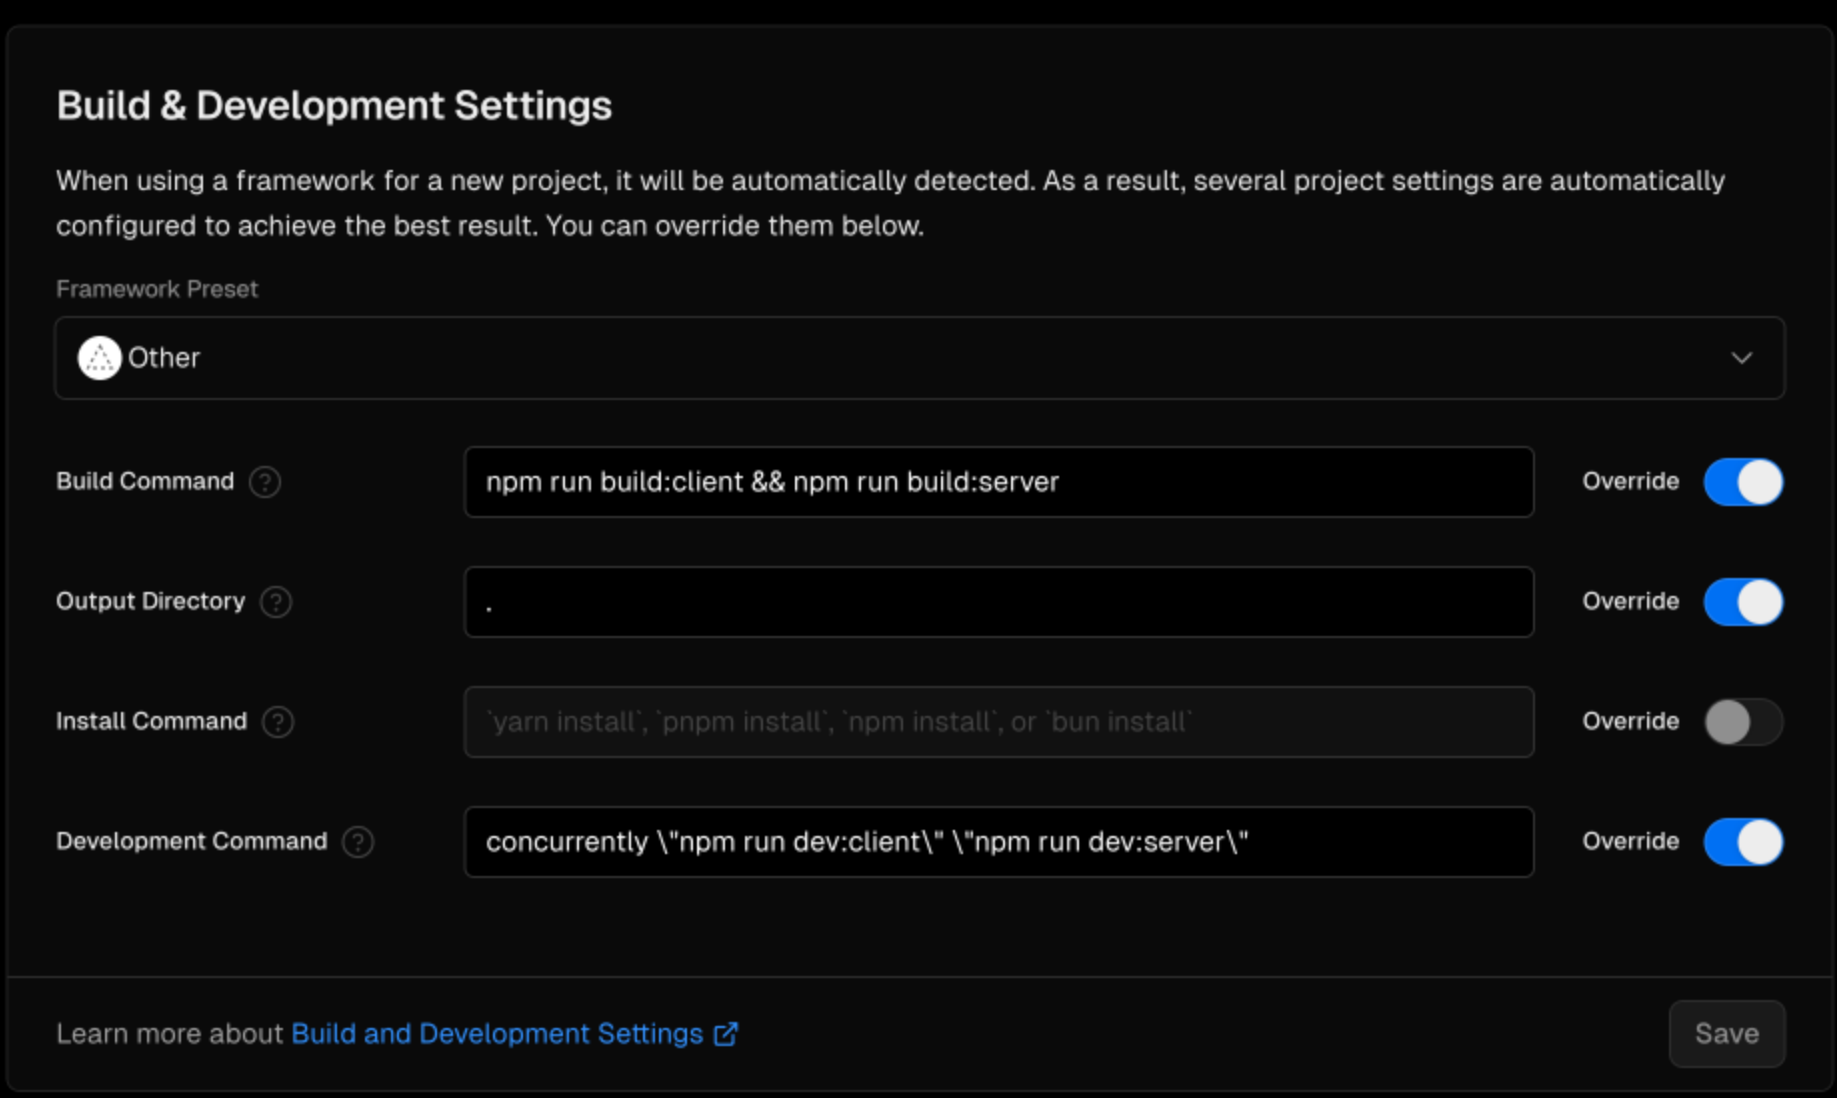 Build & Development Settings
When using a framework for a new project, it will be automatically detected. As a result, several project settings are automatically
configured to achieve the best result. You can override them below.
Framework Preset
Other
Build Command ?
npm run build:client && npm run build:server
Override
Output Directory ?
.
Override
Install Command ?
`yarn install`, `pnpm install`, `npm install`, or `bun install`
Override
Development Command ?
concurrently \"npm run dev:client\" \"npm run dev:server\"
Override
Learn more about Build and Development Settings
Save